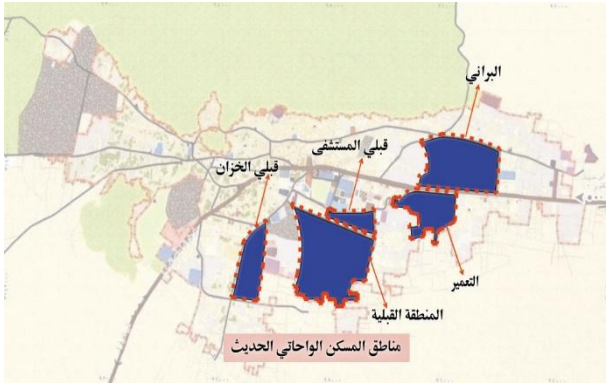 البراني
قبلي المستشفى
قبلي الخزان
التعمير
المنطقة القبلية
مناطق المسكن الواحاتي الحديث